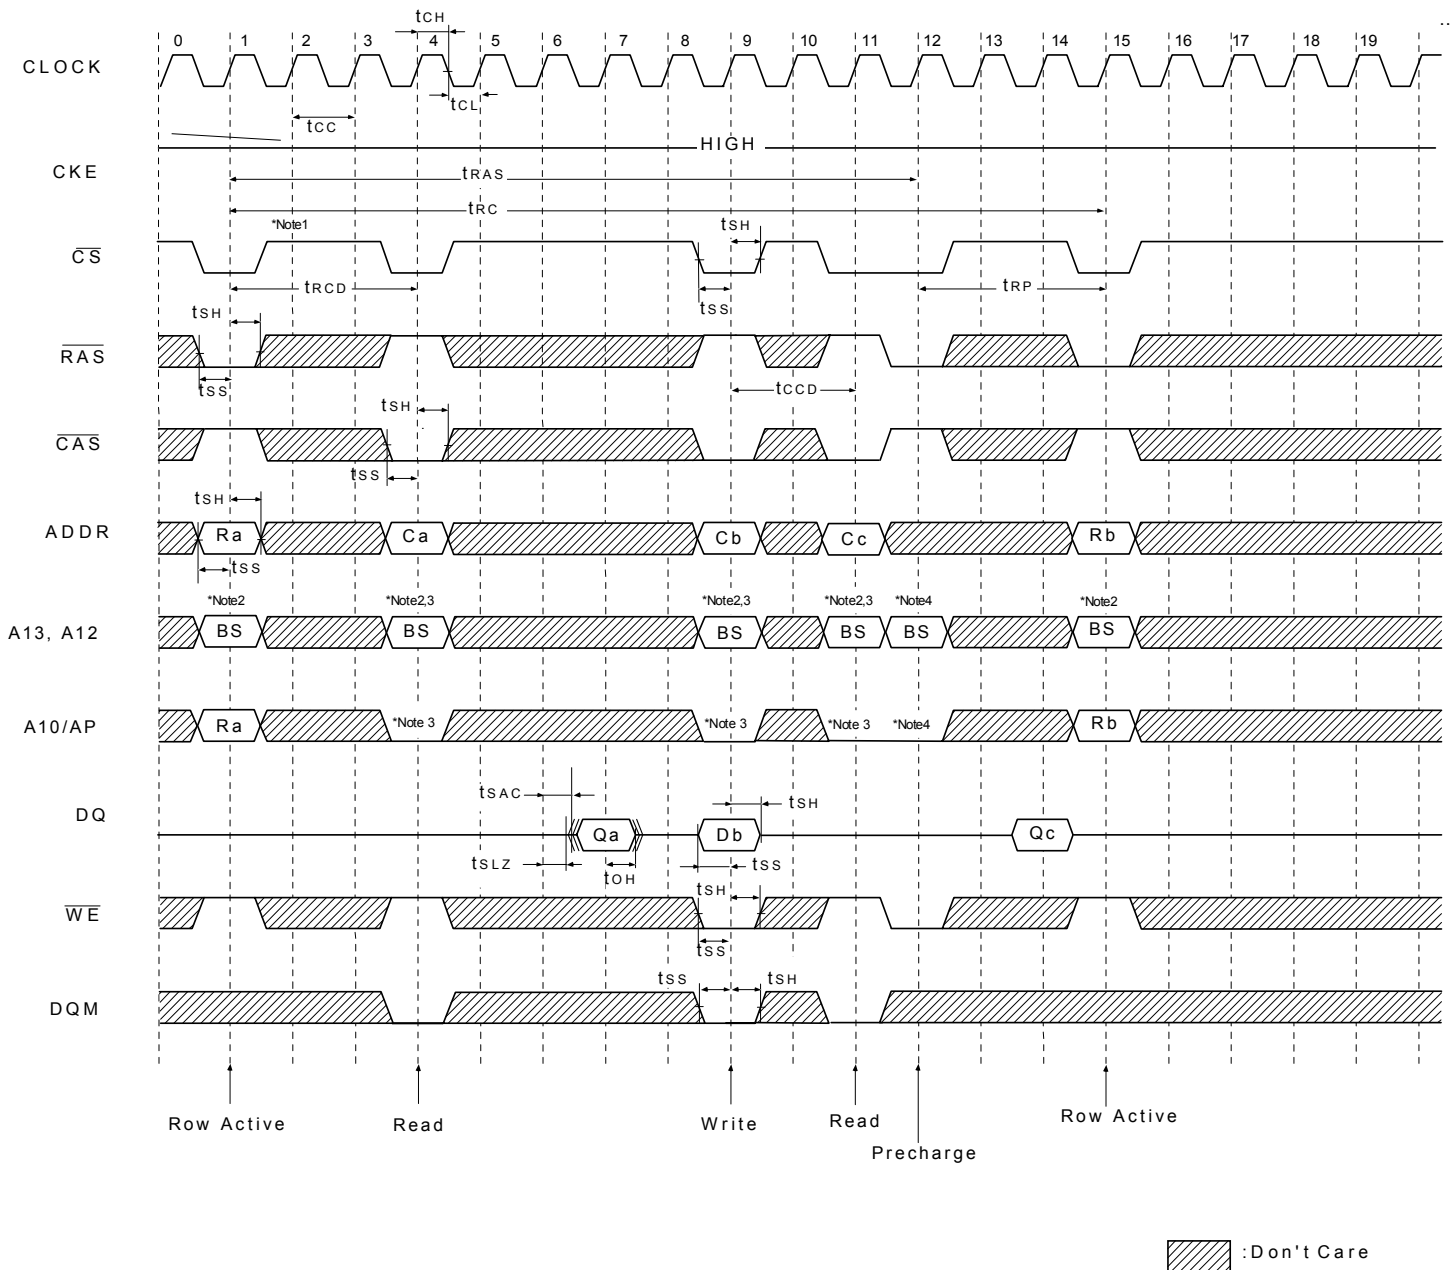 ..
tCH
0 1 2 3 4 5 6 7 8 9 10 11 12 13 14 15 16 17 18 19
CLOCK
tCL
tCC
HIGH
CKE
tRAS
tRC
*Note1
tSH
CS
tRCD
tRP
tSS
tSH
RAS
tSS
tCCD
tSH
CAS
tSS
tSH
ADDR
Ra Ca Cb Cc Rb
tSS
*Note2 *Note2,3 *Note2,3 *Note2,3 *Note4 *Note2
A13, A12
BS BS BS BS BS BS
A10/AP
Ra *Note 3 *Note 3 *Note 3 *Note4 Rb
tSAC
tSH
DQ
Qa Db Qc
tSLZ
tOH
tSS
tSH
WE
tSS
tSS
tSH
DQM
Row Active Read Write Read Row Active
Precharge
:Don't Care